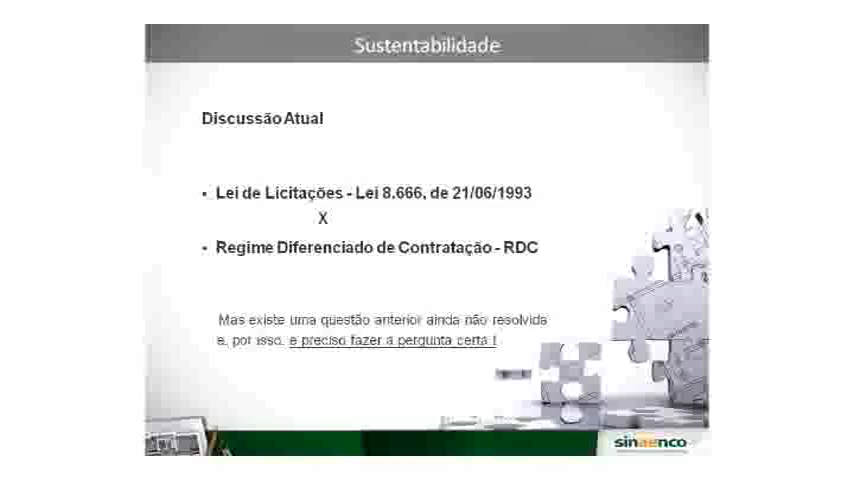 Sustentabilidade
Discussão Atual
• Lei de Licitações - Lei 8.666, de 21/06/1993
X
• Regime Diferenciado de Contratação - RDC
Mas existe uma questão anterior ainda não resolvida
e, por isso, é preciso fazer a pergunta certa !
sinaenco